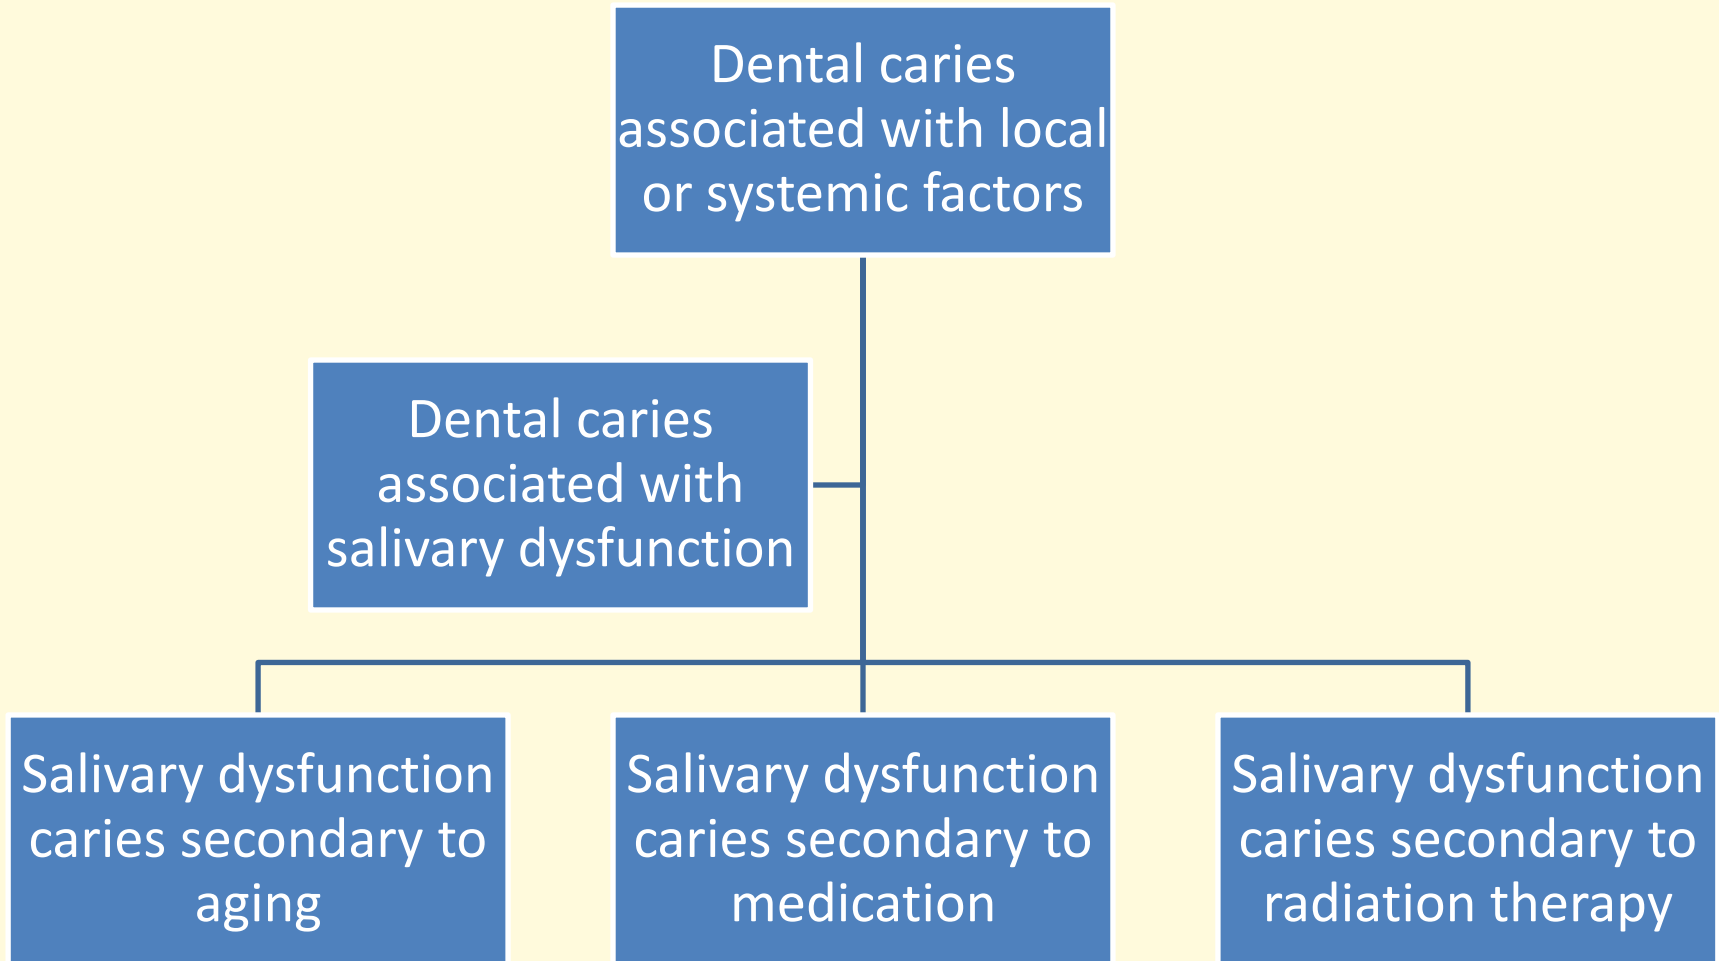 Dental caries
associated with local
or systemic factors
Dental caries
associated with
salivary dysfunction
Salivary dysfunction
caries secondary to
aging
Salivary dysfunction
caries secondary to
medication
Salivary dysfunction
caries secondary to
radiation therapy